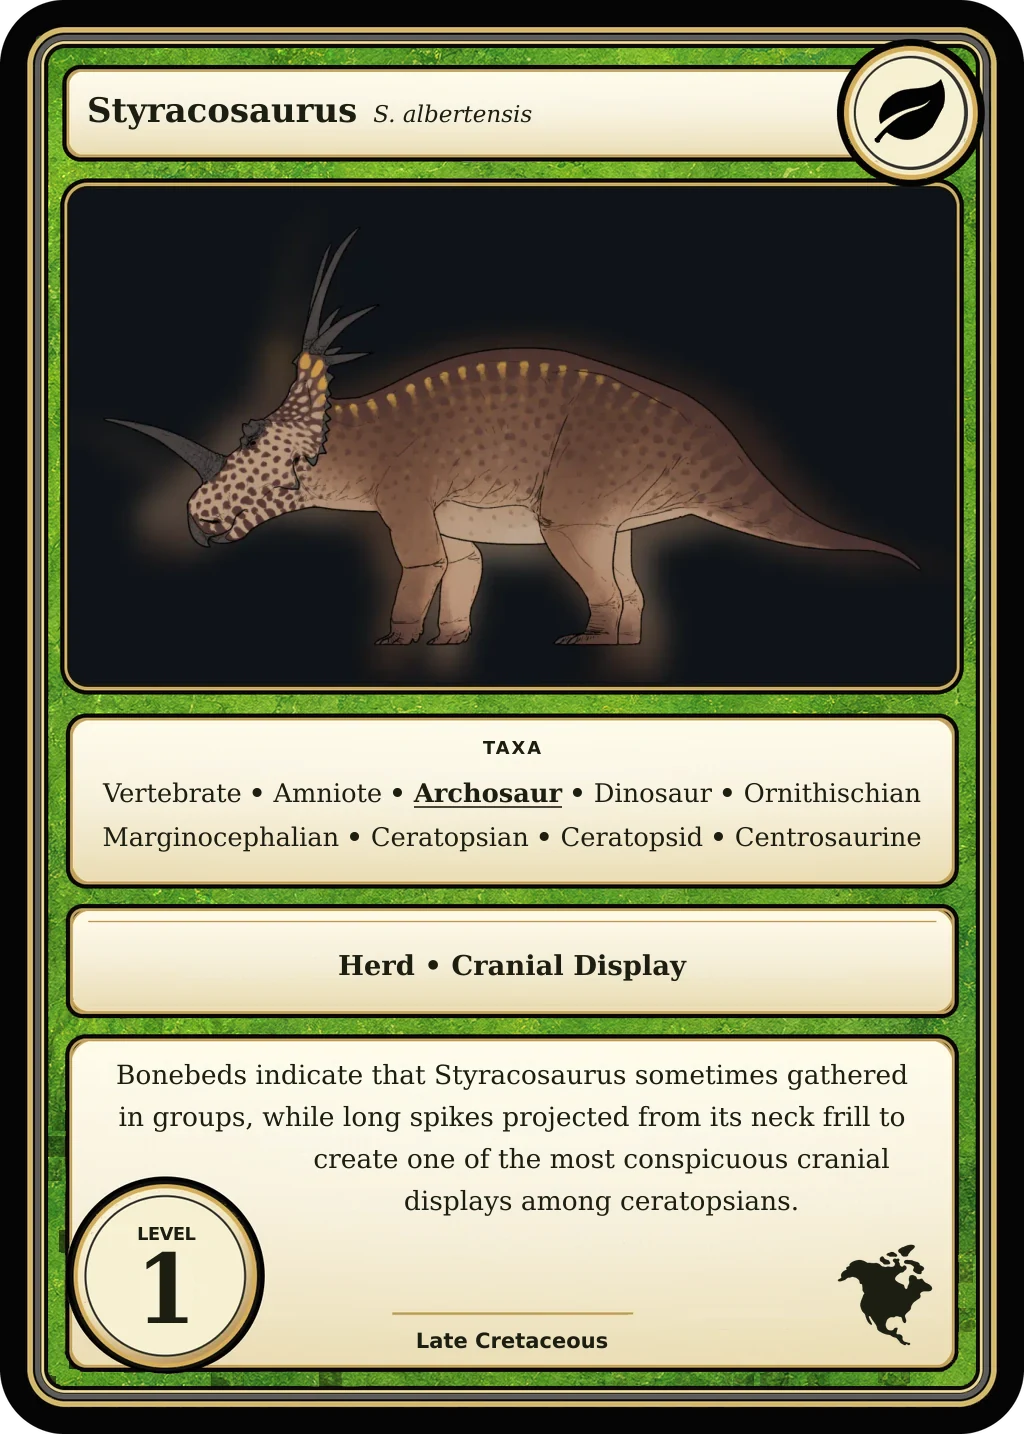 Styracosaurus S. albertensis
TAXA
Vertebrate • Amniote • Archosaur • Dinosaur • Ornithischian
Marginocephalian • Ceratopsian • Ceratopsid • Centrosaurine
Herd • Cranial Display
Bonebeds indicate that Styracosaurus sometimes gathered
in groups, while long spikes projected from its neck frill to
create one of the most conspicuous cranial
displays among ceratopsians.
LEVEL
1
Late Cretaceous